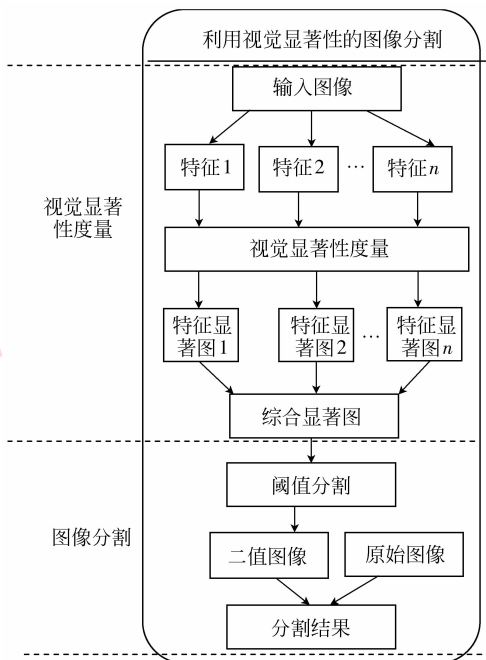 利用视觉显著性的图像分割
输入图像
特征1
特征2
…
特征n
视觉显著
性度量
视觉显著性度量
特征显
著图1
特征显
著图2
…
特征显
著图n
综合显著图
阈值分割
图像分割
二值图像
原始图像
分割结果